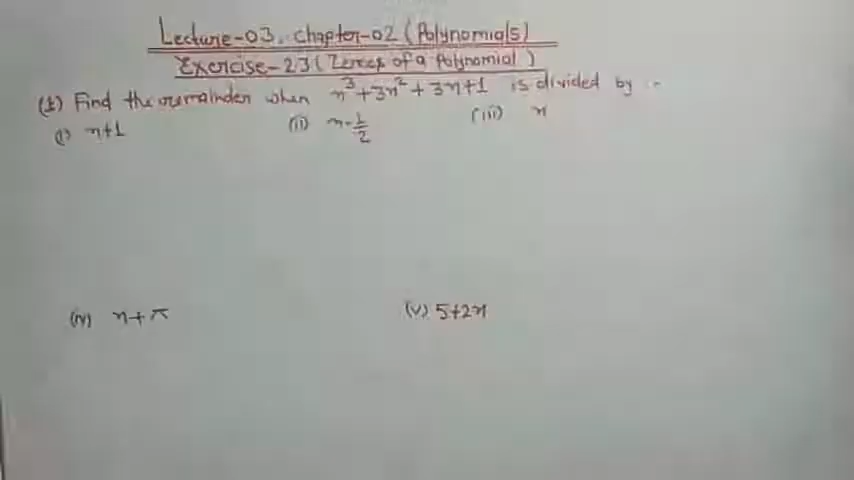 Lecture-03, chapter-02 (Polynomials)
Exercise-2.3 (Zeroes of a Polynomial)
(1) Find the remainder when x³+3x²+3x+1 is divided by :-
(i) x+1 (ii) x-1/2 (iii) x
(iv) x+π (v) 5+2x